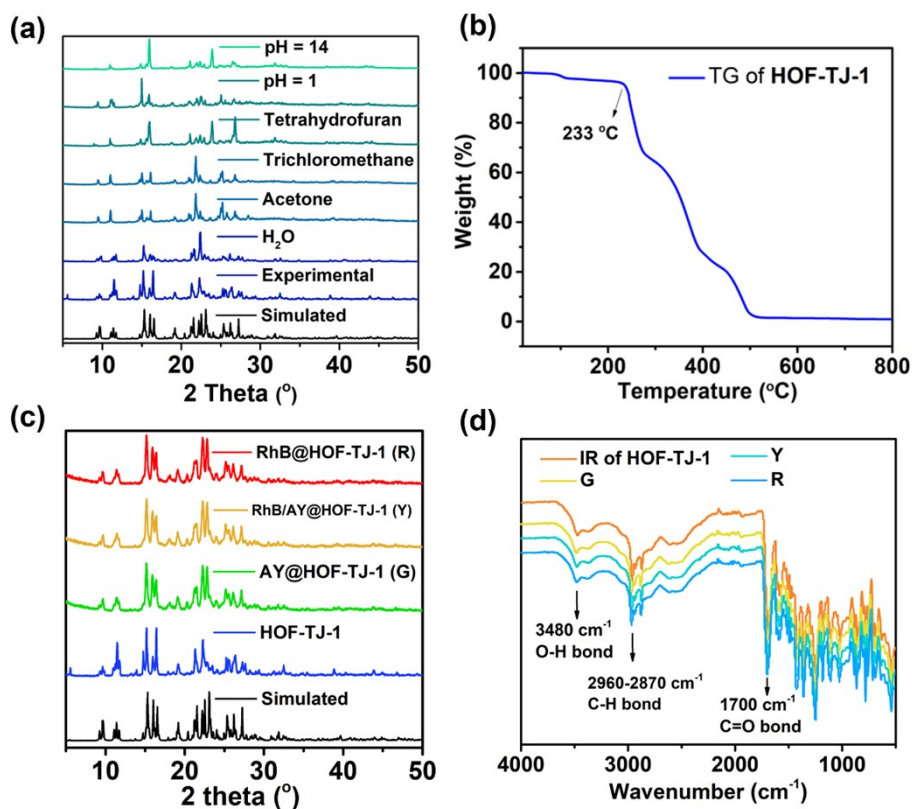 (a)
pH = 14
pH = 1
Tetrahydrofuran
Trichloromethane
Acetone
H₂O
Experimental
Simulated
10 20 30 40 50
2 Theta (°)
(b)
100
80
60
40
20
0
Weight (%)
TG of HOF-TJ-1
233 °C
200 400 600 800
Temperature (°C)
(c)
RhB@HOF-TJ-1 (R)
RhB/AY@HOF-TJ-1 (Y)
AY@HOF-TJ-1 (G)
HOF-TJ-1
Simulated
10 20 30 40 50
2 theta (°)
(d)
IR of HOF-TJ-1 Y
G R
3480 cm⁻¹
O-H bond
2960-2870 cm⁻¹
C-H bond
1700 cm⁻¹
C=O bond
4000 3000 2000 1000
Wavenumber (cm⁻¹)